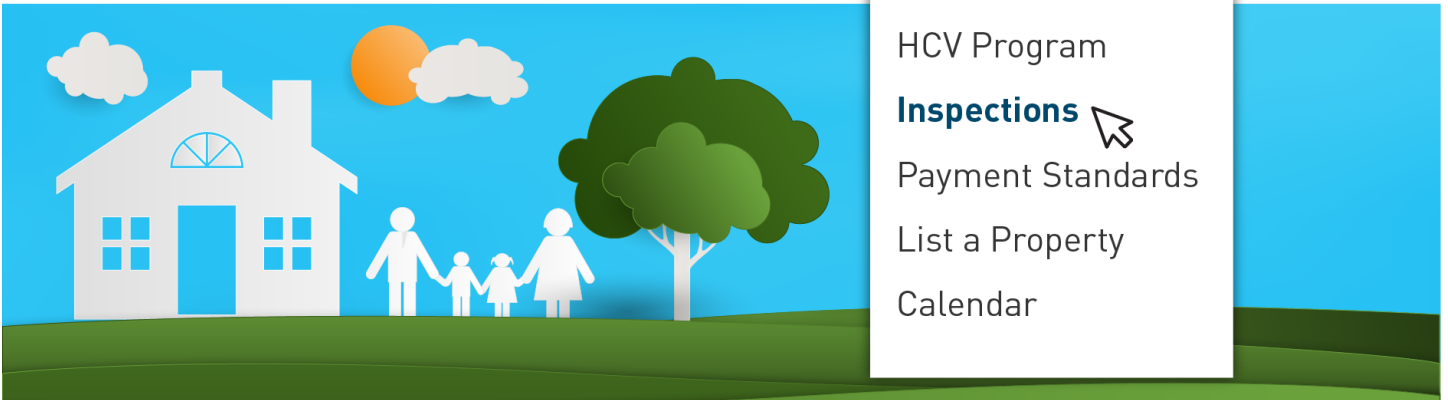 HCV Program
Inspections
Payment Standards
List a Property
Calendar